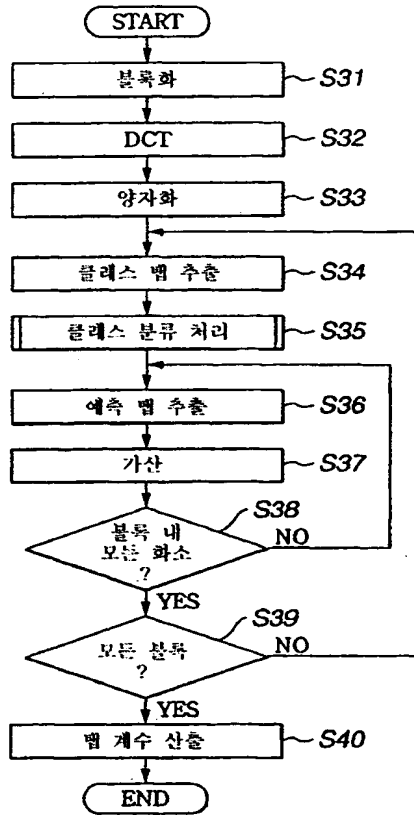 START
블록화
S31
DCT
S32
양자화
S33
클래스 탭 추출
S34
클래스 분류 처리
S35
예측 탭 추출
S36
가산
S37
S38
블록 내
모든 화소
?
NO
YES
S39
모든 블록
?
NO
YES
탭 계수 산출
S40
END